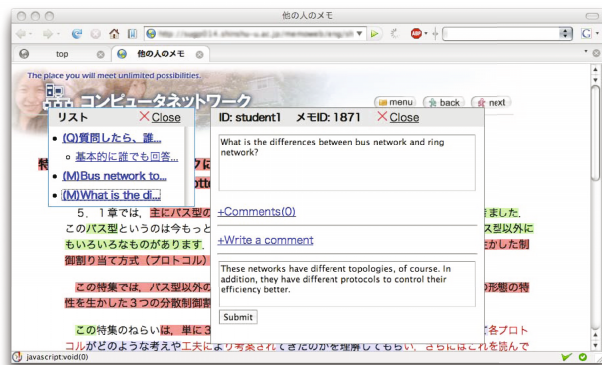 他の人のメモ
top
他の人のメモ
The place you will meet unlimited possibilities.
コンピュータネットワーク
menu
back
next
リスト
Close
(Q)質問したら、誰...
基本的に誰でも回答...
(M)Bus network to...
(M)What is the di...
ID: student1 メモID: 1871
Close
What is the differences between bus network and ring
network?
+Comments(0)
+Write a comment
These networks have different topologies, of course. In
addition, they have different protocols to control their
efficiency better.
Submit
５．１章では，主にバス型の
きました．
このバス型というのは今もっと
ス型以外に
もいろいろなものがあります．
生かした制
御割り当て方式（プロトコル）
この特集では，バス型以外の
の形態の特
性を生かした３つの分散制御割
この特集のねらいは，単に３
各プロト
コルがどのような考えや工夫により考案されてきたのかを理解してもらい，さらにはこれを読んで
javascript:void(0)